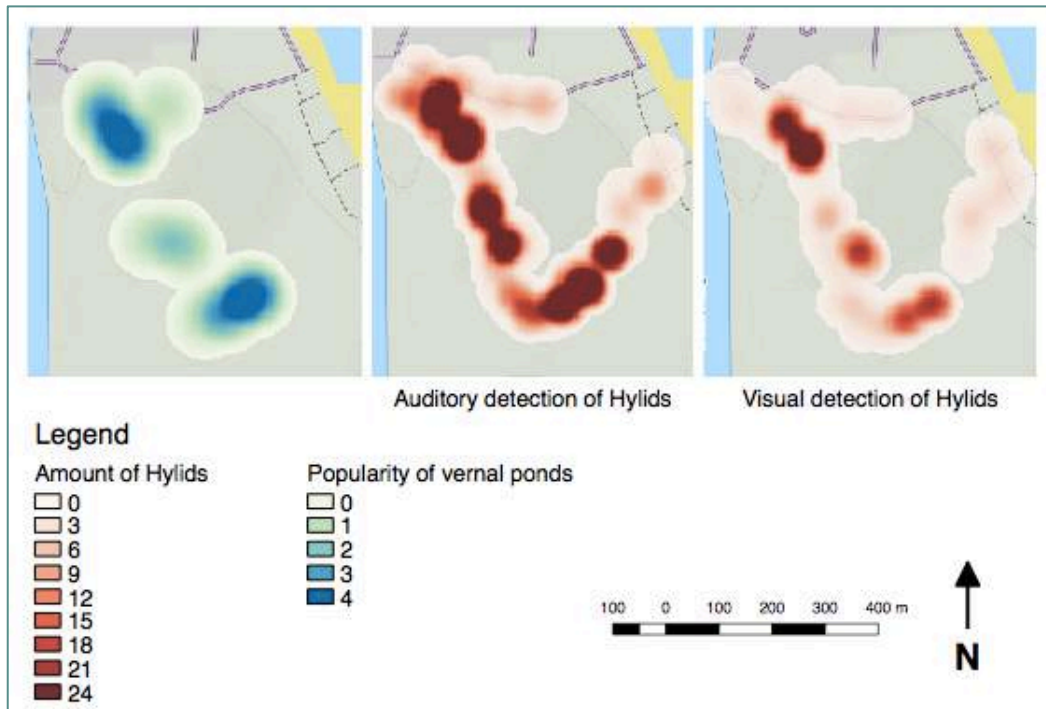 Auditory detection of Hylids
Visual detection of Hylids
Legend
Amount of Hylids
0
3
6
9
12
15
18
21
24
Popularity of vernal ponds
0
1
2
3
4
100 0 100 200 300 400 m
N